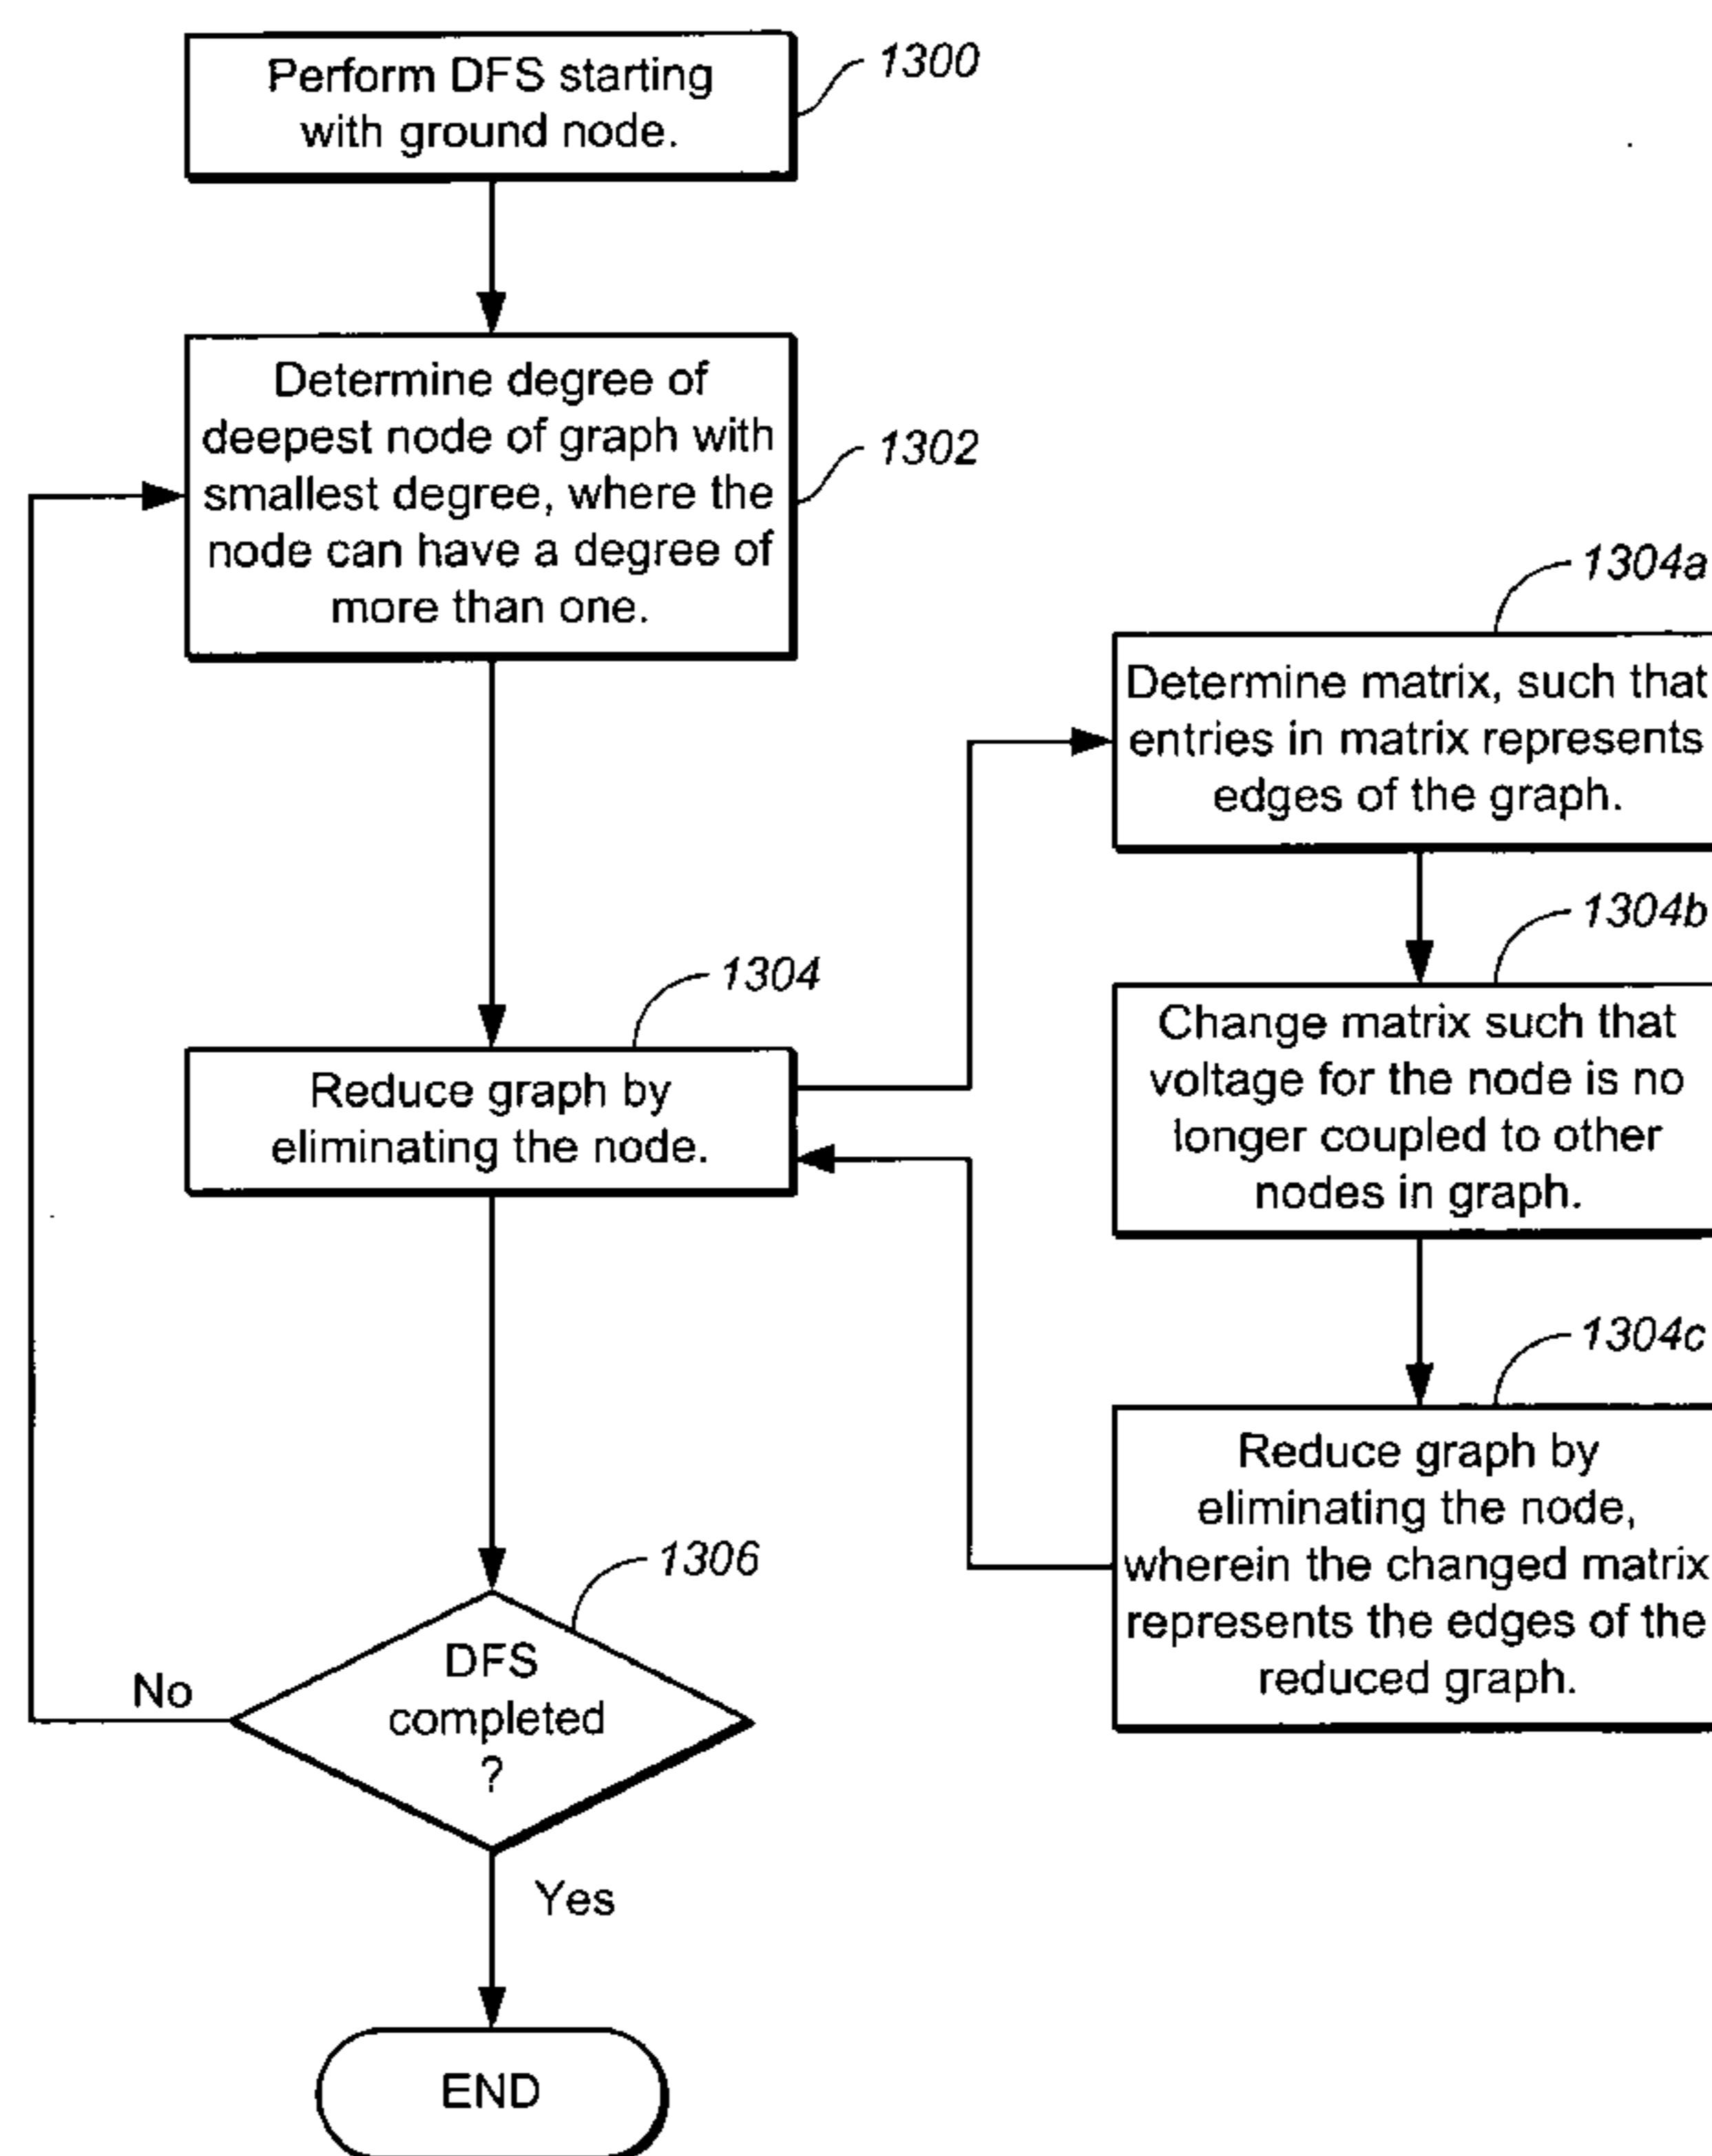 Perform DFS starting
with ground node.
1300
Determine degree of
deepest node of graph with
smallest degree, where the
node can have a degree of
more than one.
1302
1304
Reduce graph by
eliminating the node.
1304a
Determine matrix, such that
entries in matrix represents
edges of the graph.
1304b
Change matrix such that
voltage for the node is no
longer coupled to other
nodes in graph.
1304c
Reduce graph by
eliminating the node,
wherein the changed matrix
represents the edges of the
reduced graph.
1306
DFS
completed
?
No
Yes
END